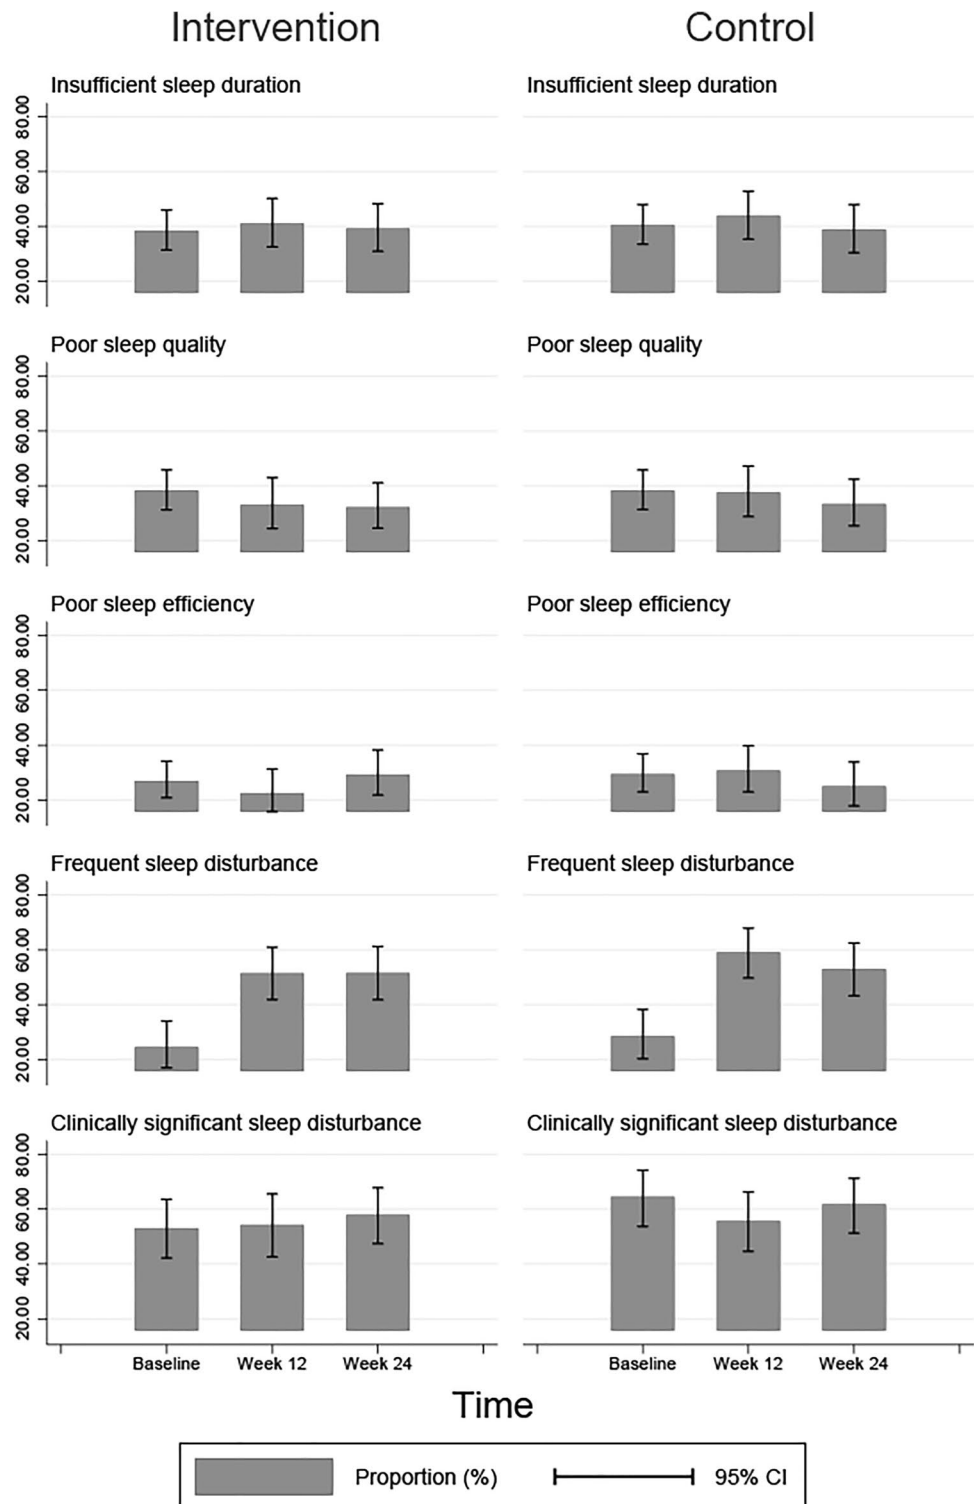 Intervention Control
Insufficient sleep duration Insufficient sleep duration
80.00
60.00
40.00
20.00
Poor sleep quality Poor sleep quality
80.00
60.00
40.00
20.00
Poor sleep efficiency Poor sleep efficiency
80.00
60.00
40.00
20.00
Frequent sleep disturbance Frequent sleep disturbance
80.00
60.00
40.00
20.00
Clinically significant sleep disturbance Clinically significant sleep disturbance
80.00
60.00
40.00
20.00
Baseline Week 12 Week 24 Baseline Week 12 Week 24
Time
Proportion (%) 95% CI